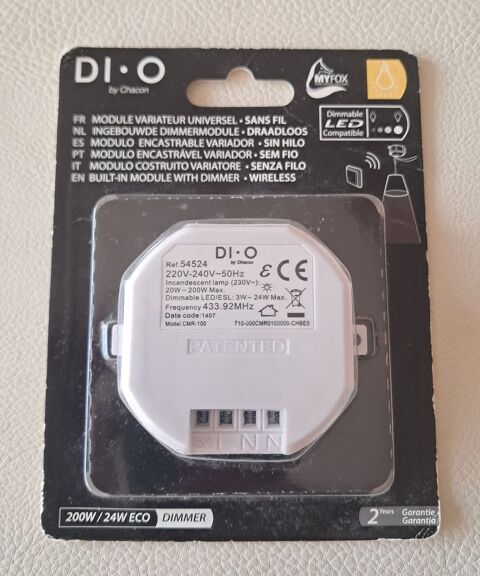 DI·O
by Chacon
MYFOX
FR MODULE VARIATEUR UNIVERSEL • SANS FIL
NL INGEBOUWDE DIMMERMODULE • DRAADLOOS
ES MODULO ENCASTRABLE VARIADOR • SIN HILO
PT MODULO ENCASTRÁVEL VARIADOR • SEM FIO
IT MODULO COSTRUITO VARIATORE • SENZA FILO
EN BUILT-IN MODULE WITH DIMMER • WIRELESS
Dimmable
LED
Compatible
DI·O
by Chacon
Ref.54524
220V-240V~50Hz
Incandescent lamp (230V~):
20W ~ 200W Max.
Dimmable LED/ESL: 3W ~ 24W Max.
Frequency 433.92MHz
Date code:1407
Model:CMR-100
CE
PATENTED
L N N
200W / 24W ECO DIMMER
2 Years Garantie
Garantía